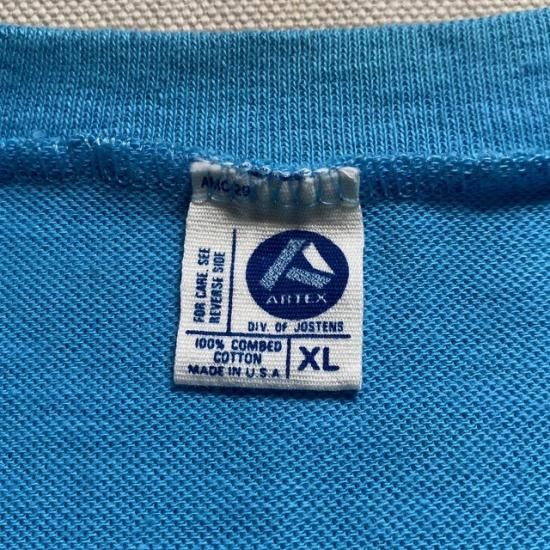 AMC 29
FOR CARE, SEE
REVERSE SIDE
ARTEX
DIV. OF JOSTENS
100% COMBED
COTTON
MADE IN U.S.A
XL